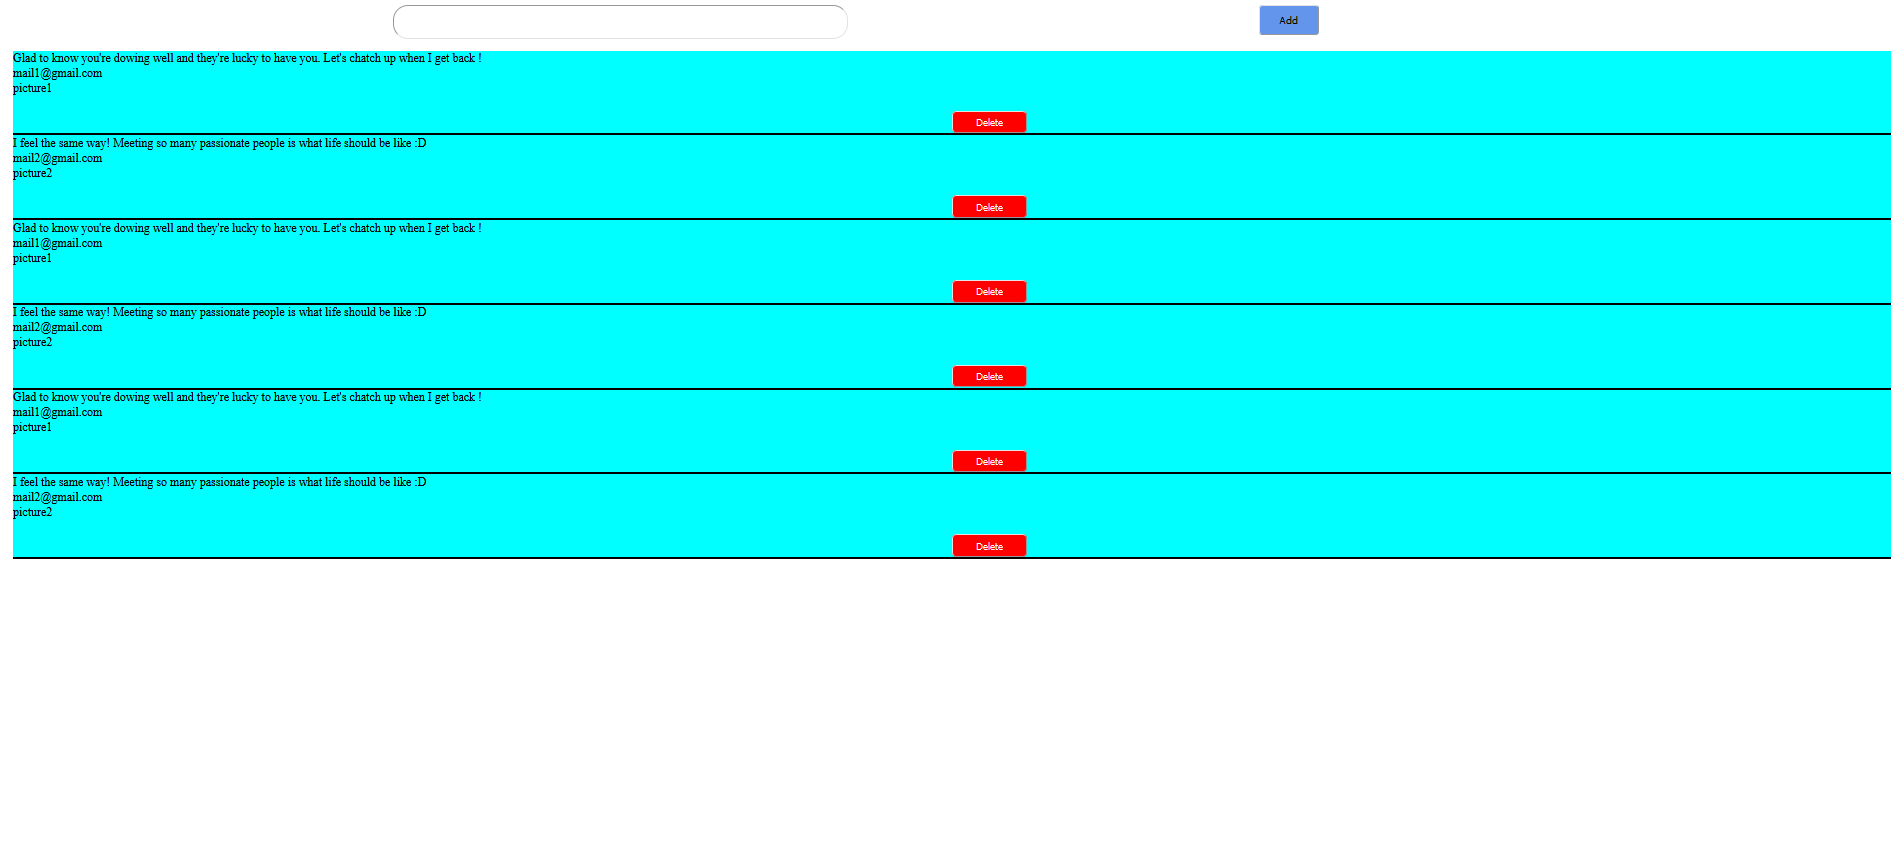 Add
Glad to know you're dowing well and they're lucky to have you. Let's chatch up when I get back !
mail1@gmail.com
picture1
Delete
I feel the same way! Meeting so many passionate people is what life should be like :D
mail2@gmail.com
picture2
Delete
Glad to know you're dowing well and they're lucky to have you. Let's chatch up when I get back !
mail1@gmail.com
picture1
Delete
I feel the same way! Meeting so many passionate people is what life should be like :D
mail2@gmail.com
picture2
Delete
Glad to know you're dowing well and they're lucky to have you. Let's chatch up when I get back !
mail1@gmail.com
picture1
Delete
I feel the same way! Meeting so many passionate people is what life should be like :D
mail2@gmail.com
picture2
Delete